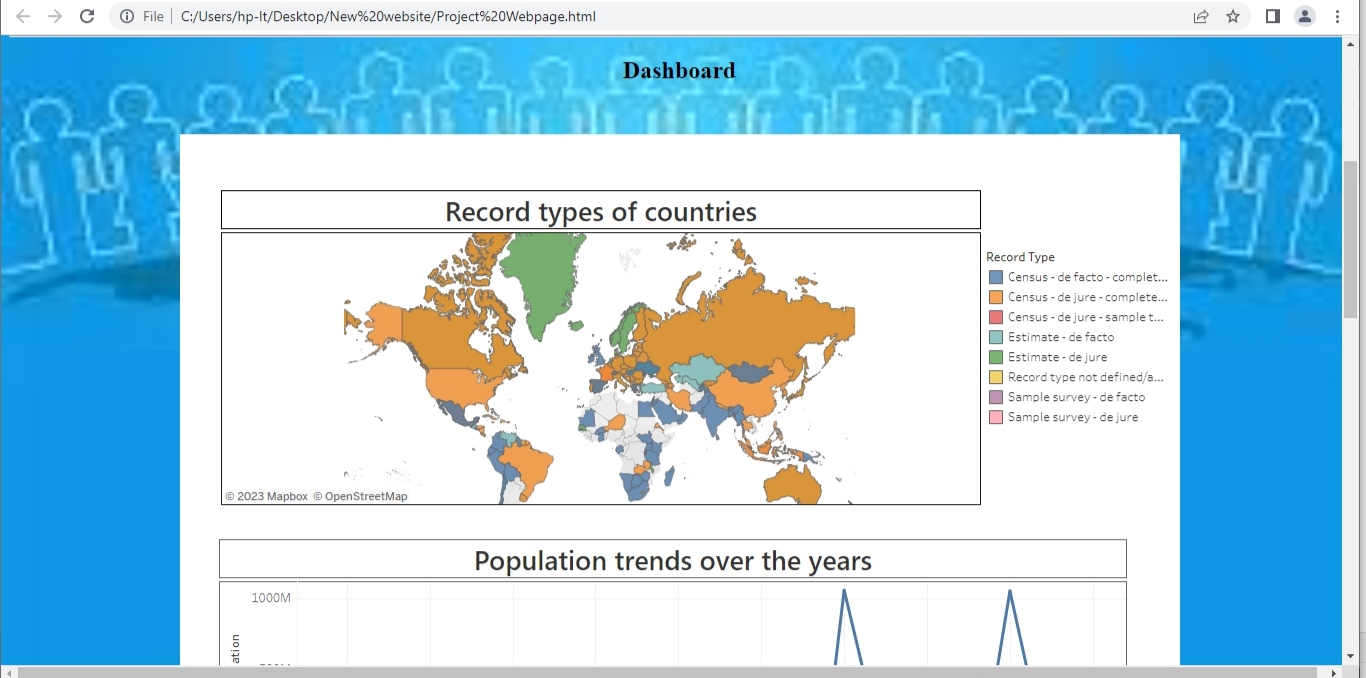 File
C:/Users/hp-lt/Desktop/New%20website/Project%20Webpage.html
Dashboard
Record types of countries
Record Type
Census - de facto - complet...
Census - de jure - complete...
Census - de jure - sample t...
Estimate - de facto
Estimate - de jure
Record type not defined/a...
Sample survey - de facto
Sample survey - de jure
© 2023 Mapbox © OpenStreetMap
Population trends over the years
1000M
ation